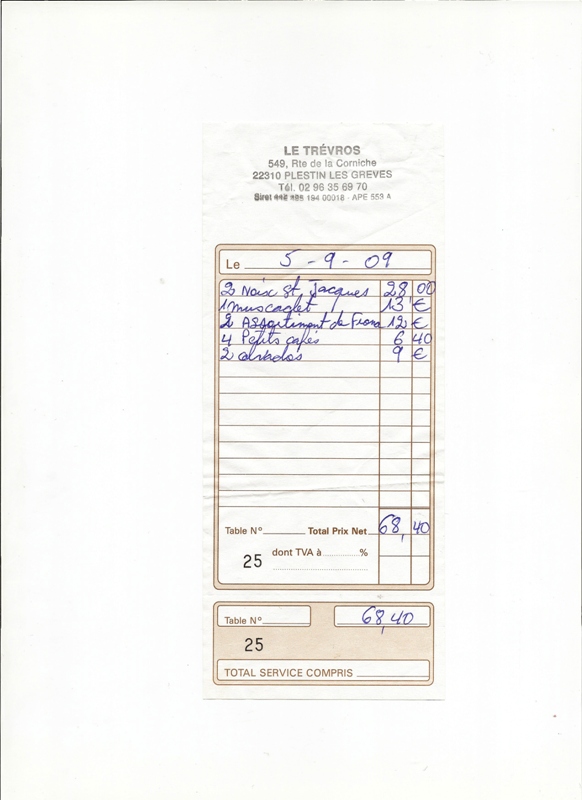 LE TRÉVROS
549, Rte de la Corniche
22310 PLESTIN LES GREVES
Tél. 02 96 35 69 70
Siret 194 00018 - APE 553 A
Le 5-9-09
2 Noix St Jacques 28 00
1 muscadet 13 €
2 Assortiment de From 12 €
4 Petits cafés 6 40
2 calvados 9 €
Table N° Total Prix Net 68,40
25 dont TVA à %
Table N° 68,40
25
TOTAL SERVICE COMPRIS